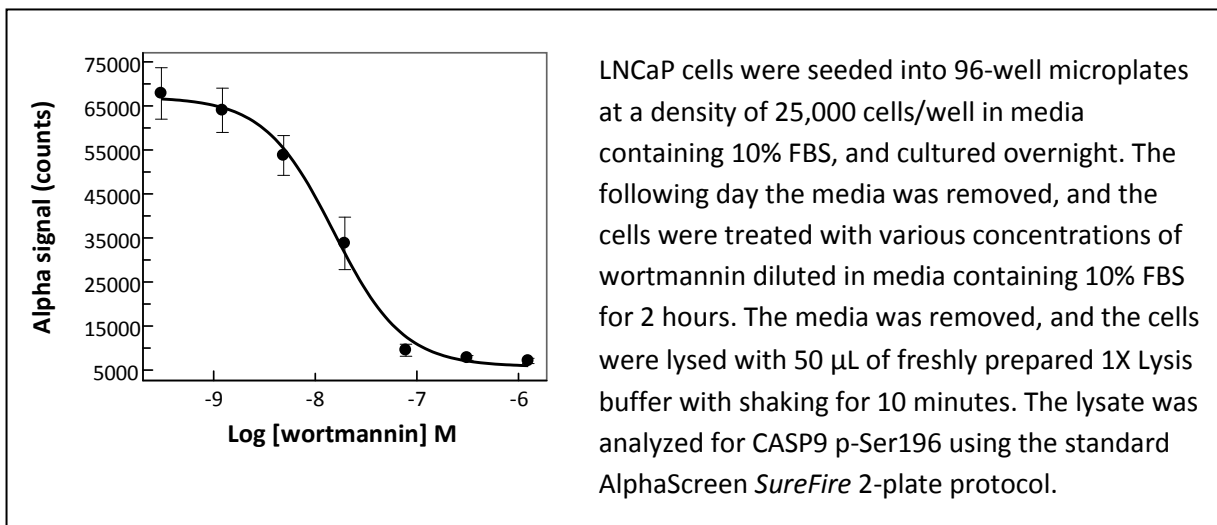 75000
65000
55000
45000
35000
25000
15000
5000
Alpha signal (counts)
-9
-8
-7
-6
Log [wortmannin] M
LNCaP cells were seeded into 96-well microplates
at a density of 25,000 cells/well in media
containing 10% FBS, and cultured overnight. The
following day the media was removed, and the
cells were treated with various concentrations of
wortmannin diluted in media containing 10% FBS
for 2 hours. The media was removed, and the cells
were lysed with 50 µL of freshly prepared 1X Lysis
buffer with shaking for 10 minutes. The lysate was
analyzed for CASP9 p-Ser196 using the standard
AlphaScreen SureFire 2-plate protocol.